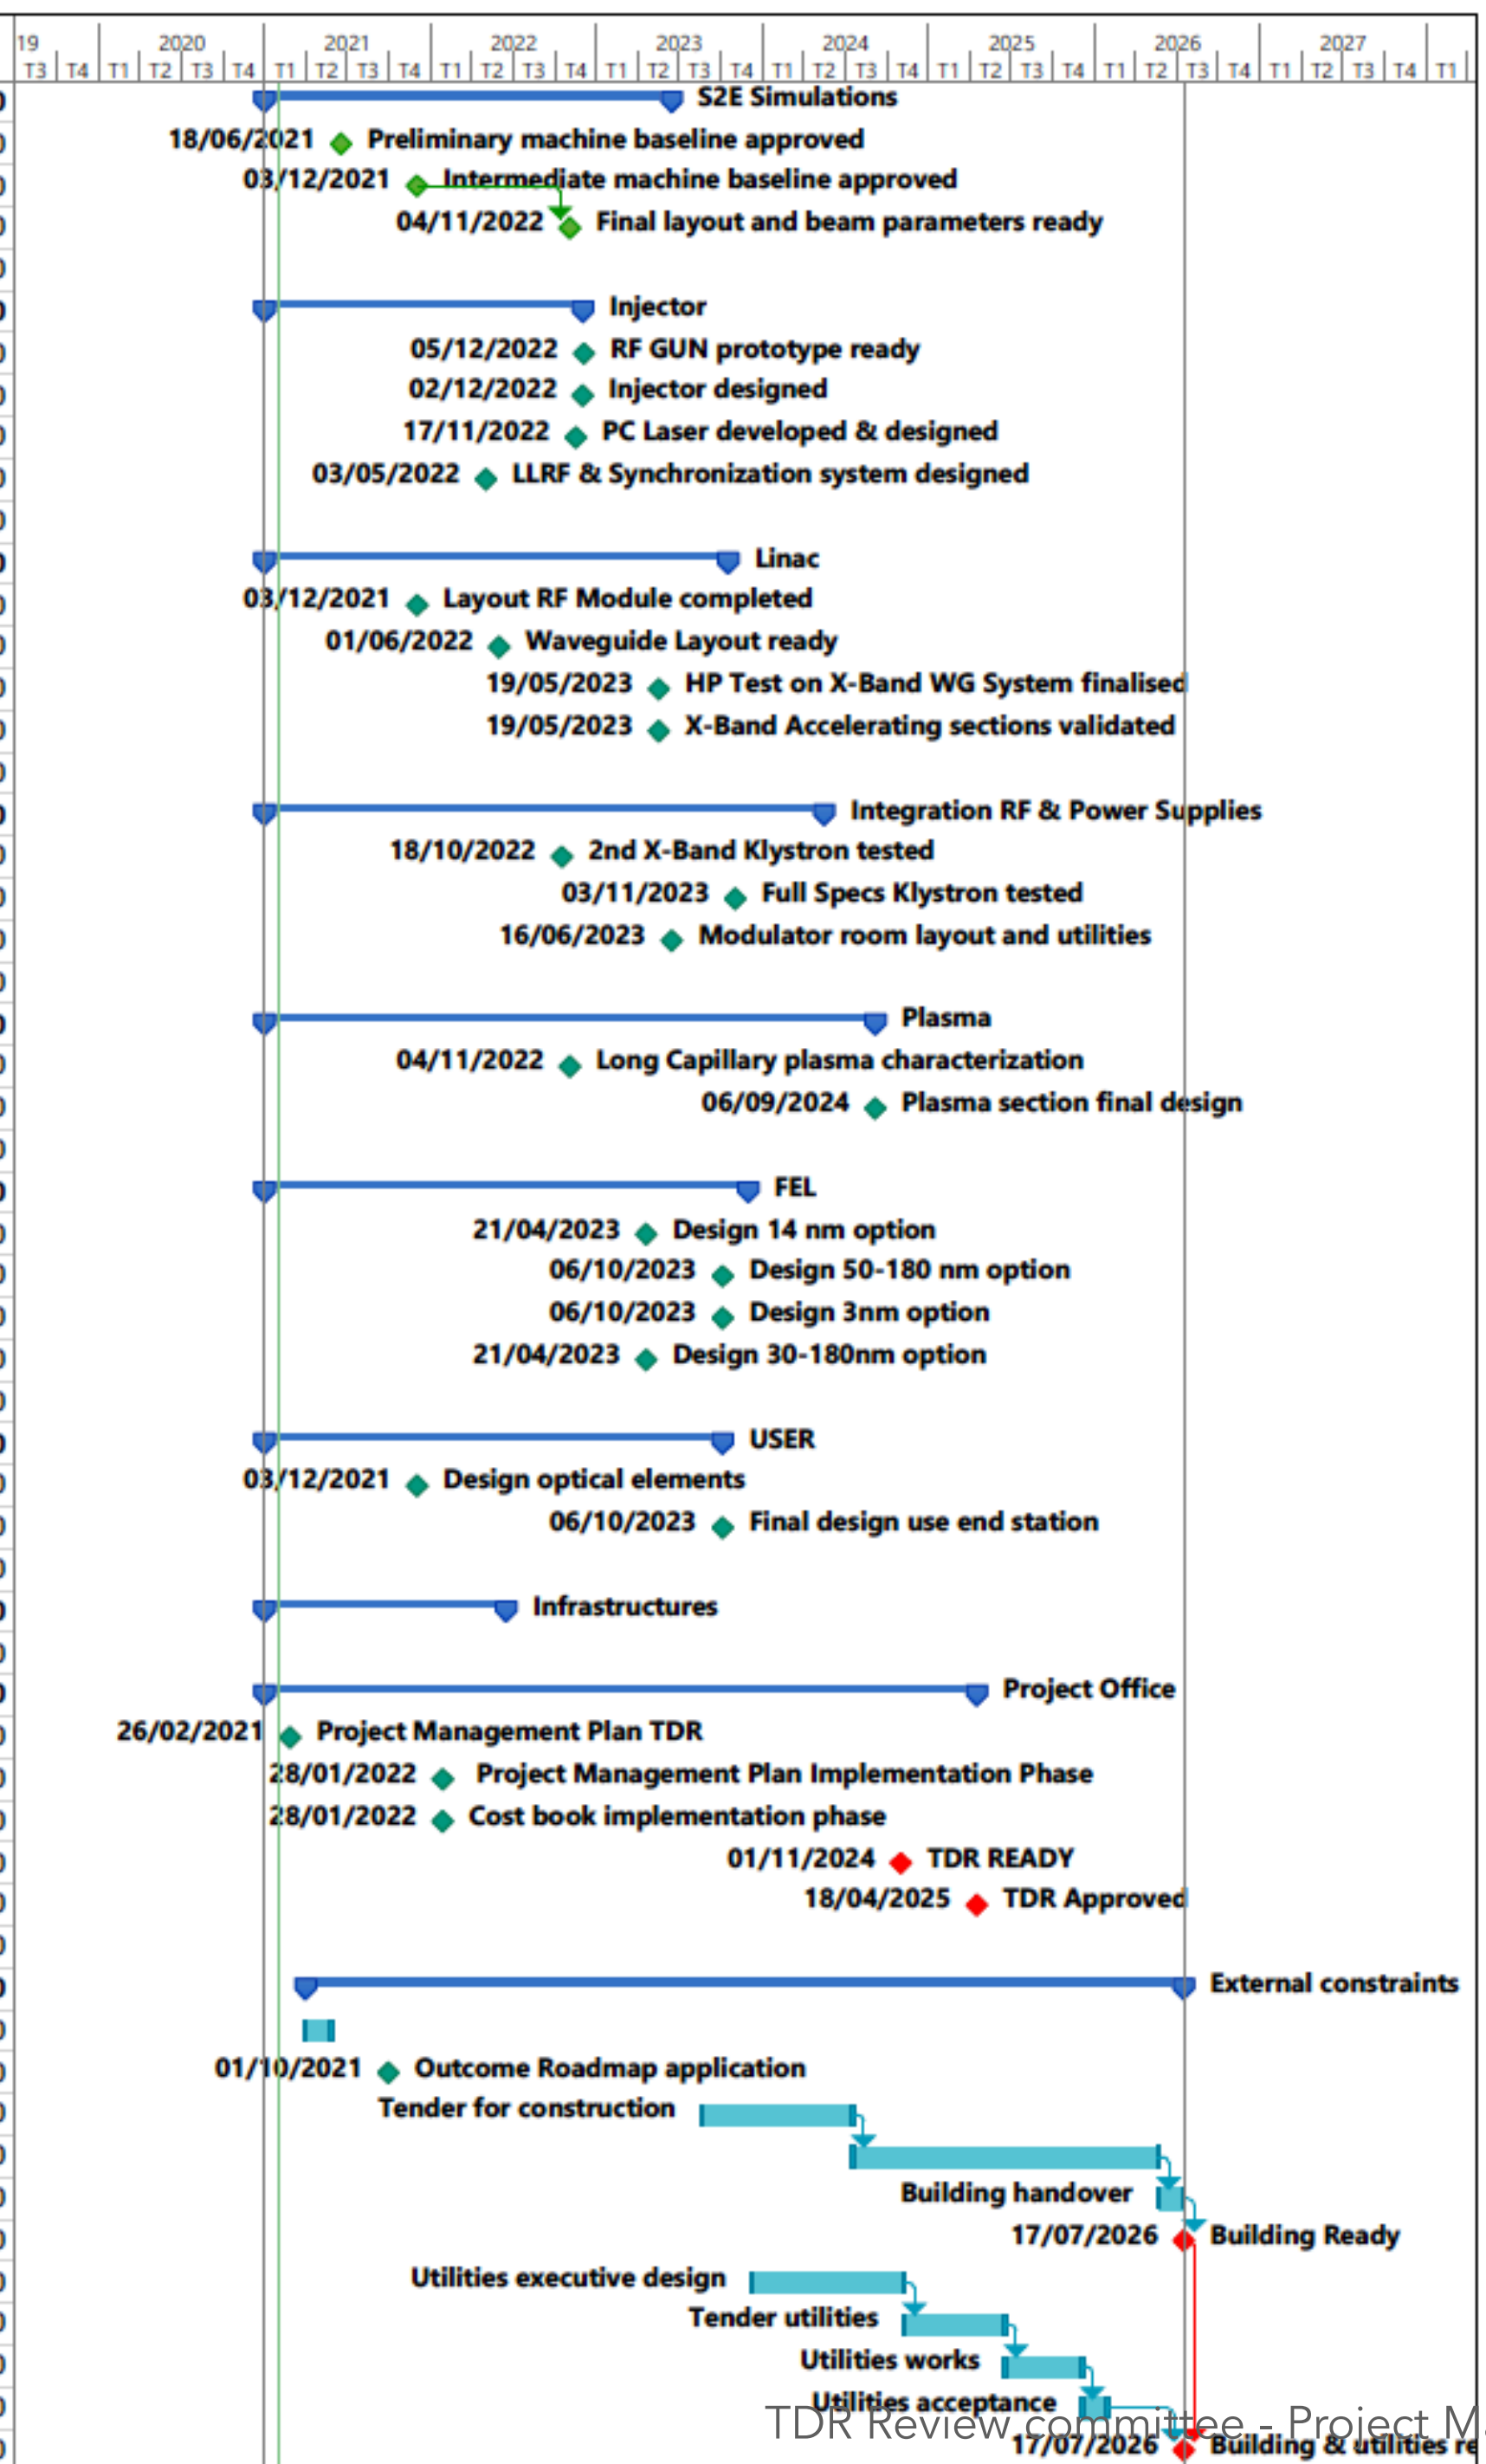 19 2020 2021 2022 2023 2024 2025 2026 2027
T3 T4 T1 T2 T3 T4 T1 T2 T3 T4 T1 T2 T3 T4 T1 T2 T3 T4 T1 T2 T3 T4 T1 T2 T3 T4 T1 T2 T3 T4 T1 T2 T3 T4 T1
S2E Simulations
18/06/2021 Preliminary machine baseline approved
03/12/2021 Intermediate machine baseline approved
04/11/2022 Final layout and beam parameters ready
Injector
05/12/2022 RF GUN prototype ready
02/12/2022 Injector designed
17/11/2022 PC Laser developed & designed
03/05/2022 LLRF & Synchronization system designed
Linac
03/12/2021 Layout RF Module completed
01/06/2022 Waveguide Layout ready
19/05/2023 HP Test on X-Band WG System finalised
19/05/2023 X-Band Accelerating sections validated
Integration RF & Power Supplies
18/10/2022 2nd X-Band Klystron tested
03/11/2023 Full Specs Klystron tested
16/06/2023 Modulator room layout and utilities
Plasma
04/11/2022 Long Capillary plasma characterization
06/09/2024 Plasma section final design
FEL
21/04/2023 Design 14 nm option
06/10/2023 Design 50-180 nm option
06/10/2023 Design 3nm option
21/04/2023 Design 30-180nm option
USER
03/12/2021 Design optical elements
06/10/2023 Final design use end station
Infrastructures
Project Office
26/02/2021 Project Management Plan TDR
28/01/2022 Project Management Plan Implementation Phase
28/01/2022 Cost book implementation phase
01/11/2024 TDR READY
18/04/2025 TDR Approved
External constraints
01/10/2021 Outcome Roadmap application
Tender for construction
Building handover
17/07/2026 Building Ready
Utilities executive design
Tender utilities
Utilities works
Utilities acceptance
TDR Review committee - Project M
17/07/2026 Building & utilities re